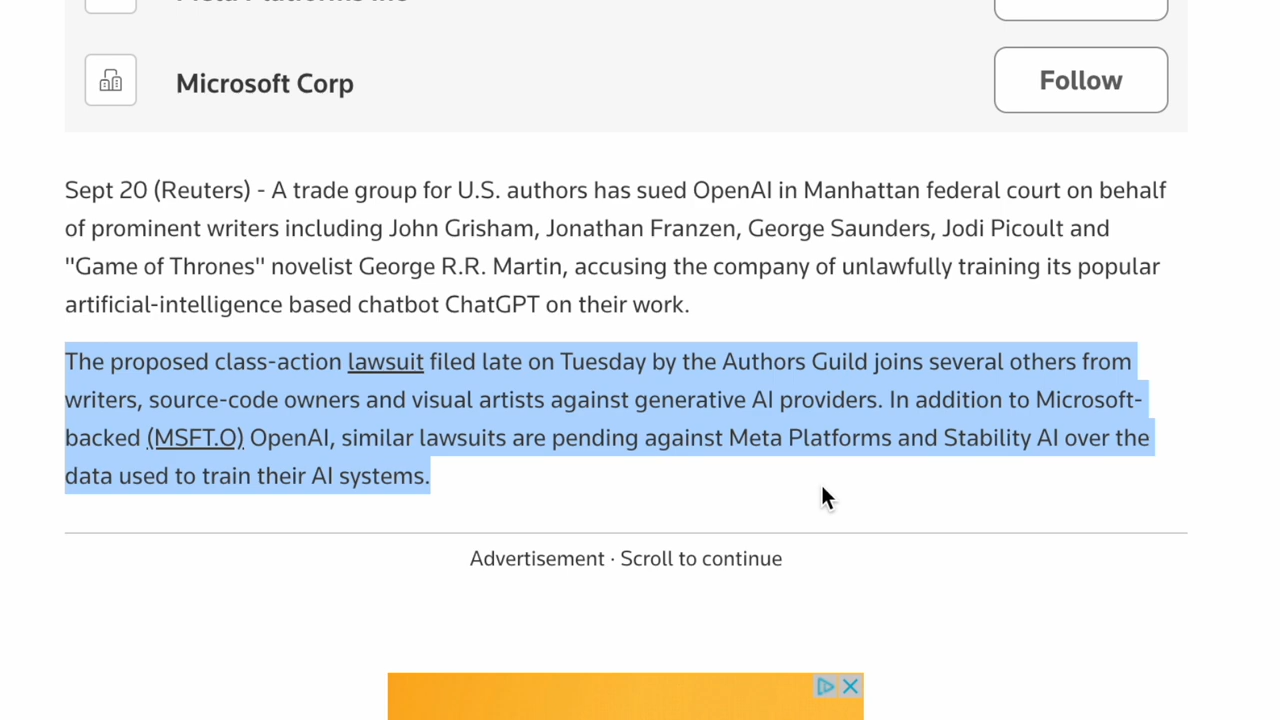 Microsoft Corp
Follow
Sept 20 (Reuters) - A trade group for U.S. authors has sued OpenAI in Manhattan federal court on behalf
of prominent writers including John Grisham, Jonathan Franzen, George Saunders, Jodi Picoult and
"Game of Thrones" novelist George R.R. Martin, accusing the company of unlawfully training its popular
artificial-intelligence based chatbot ChatGPT on their work.
The proposed class-action lawsuit filed late on Tuesday by the Authors Guild joins several others from
writers, source-code owners and visual artists against generative AI providers. In addition to Microsoft-
backed (MSFT.O) OpenAI, similar lawsuits are pending against Meta Platforms and Stability AI over the
data used to train their AI systems.
Advertisement · Scroll to continue